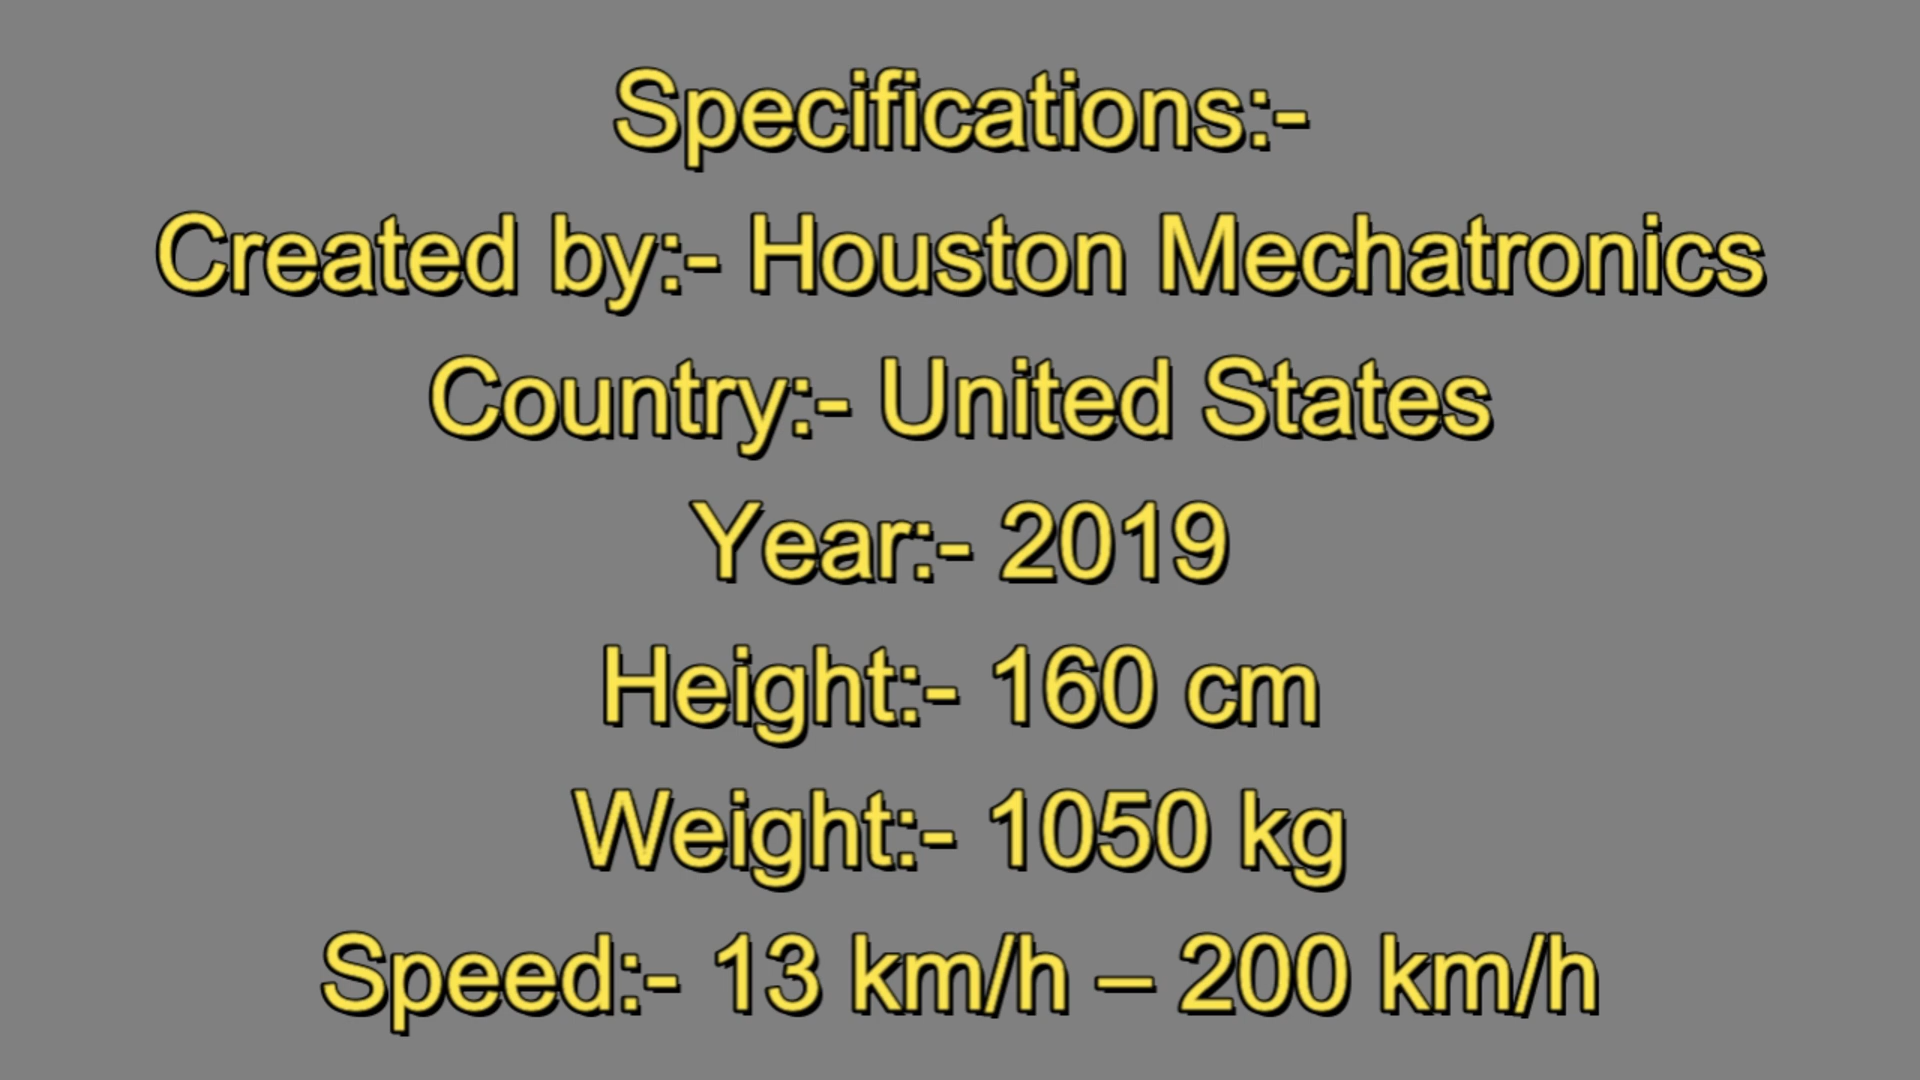 Specifications:-
Created by:- Houston Mechatronics
Country:- United States
Year:- 2019
Height:- 160 cm
Weight:- 1050 kg
Speed:- 13 km/h – 200 km/h